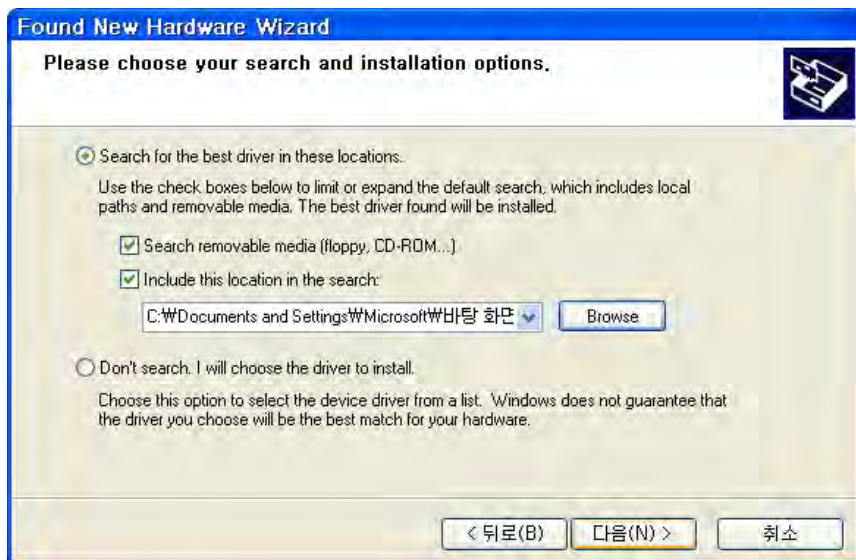 Found New Hardware Wizard
Please choose your search and installation options.
Search for the best driver in these locations.
Use the check boxes below to limit or expand the default search, which includes local
paths and removable media. The best driver found will be installed.
Search removable media (floppy, CD-ROM...)
Include this location in the search:
C:₩Documents and Settings₩Microsoft₩바탕 화면
Browse
Don't search. I will choose the driver to install.
Choose this option to select the device driver from a list. Windows does not guarantee that
the driver you choose will be the best match for your hardware.
< 뒤로(B) 다음(N) > 취소